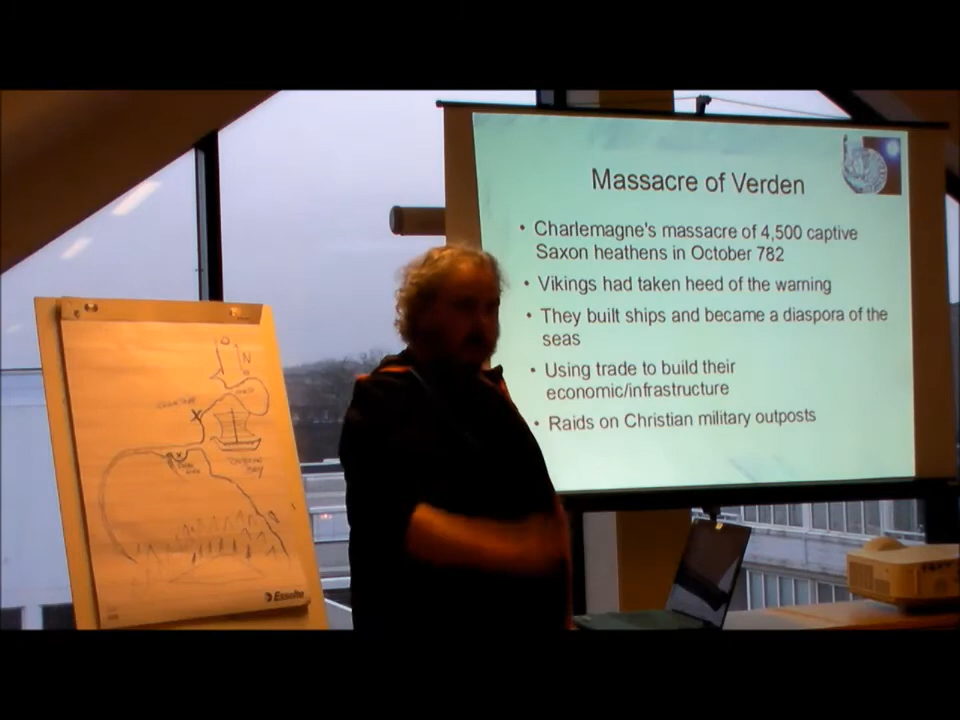 Massacre of Verden
• Charlemagne's massacre of 4,500 captive
Saxon heathens in October 782
• Vikings had taken heed of the warning
• They built ships and became a diaspora of the
seas
• Using trade to build their
economic/infrastructure
• Raids on Christian military outposts
N
Esselte